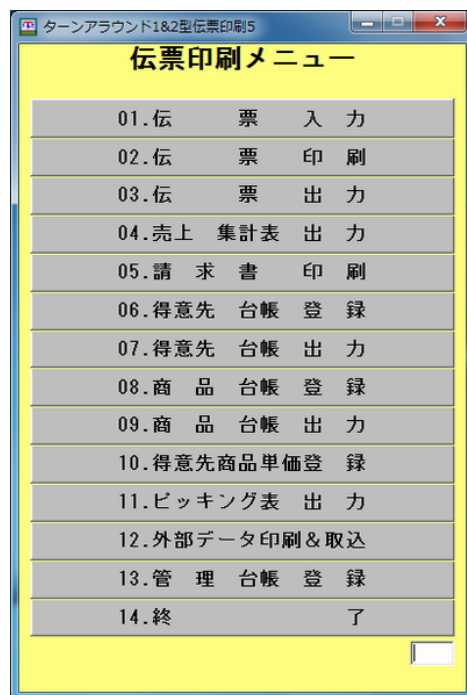 ターンアラウンド1&2型伝票印刷5
伝票印刷メニュー
01.伝　　票　入　力
02.伝　　票　印　刷
03.伝　　票　出　力
04.売上　集計表　出　力
05.請　求　書　印　刷
06.得意先　台帳　登　録
07.得意先　台帳　出　力
08.商　品　台帳　登　録
09.商　品　台帳　出　力
10.得意先商品単価登　録
11.ピッキング表　出　力
12.外部データ印刷＆取込
13.管　理　台帳　登　録
14.終　　　　　　　了